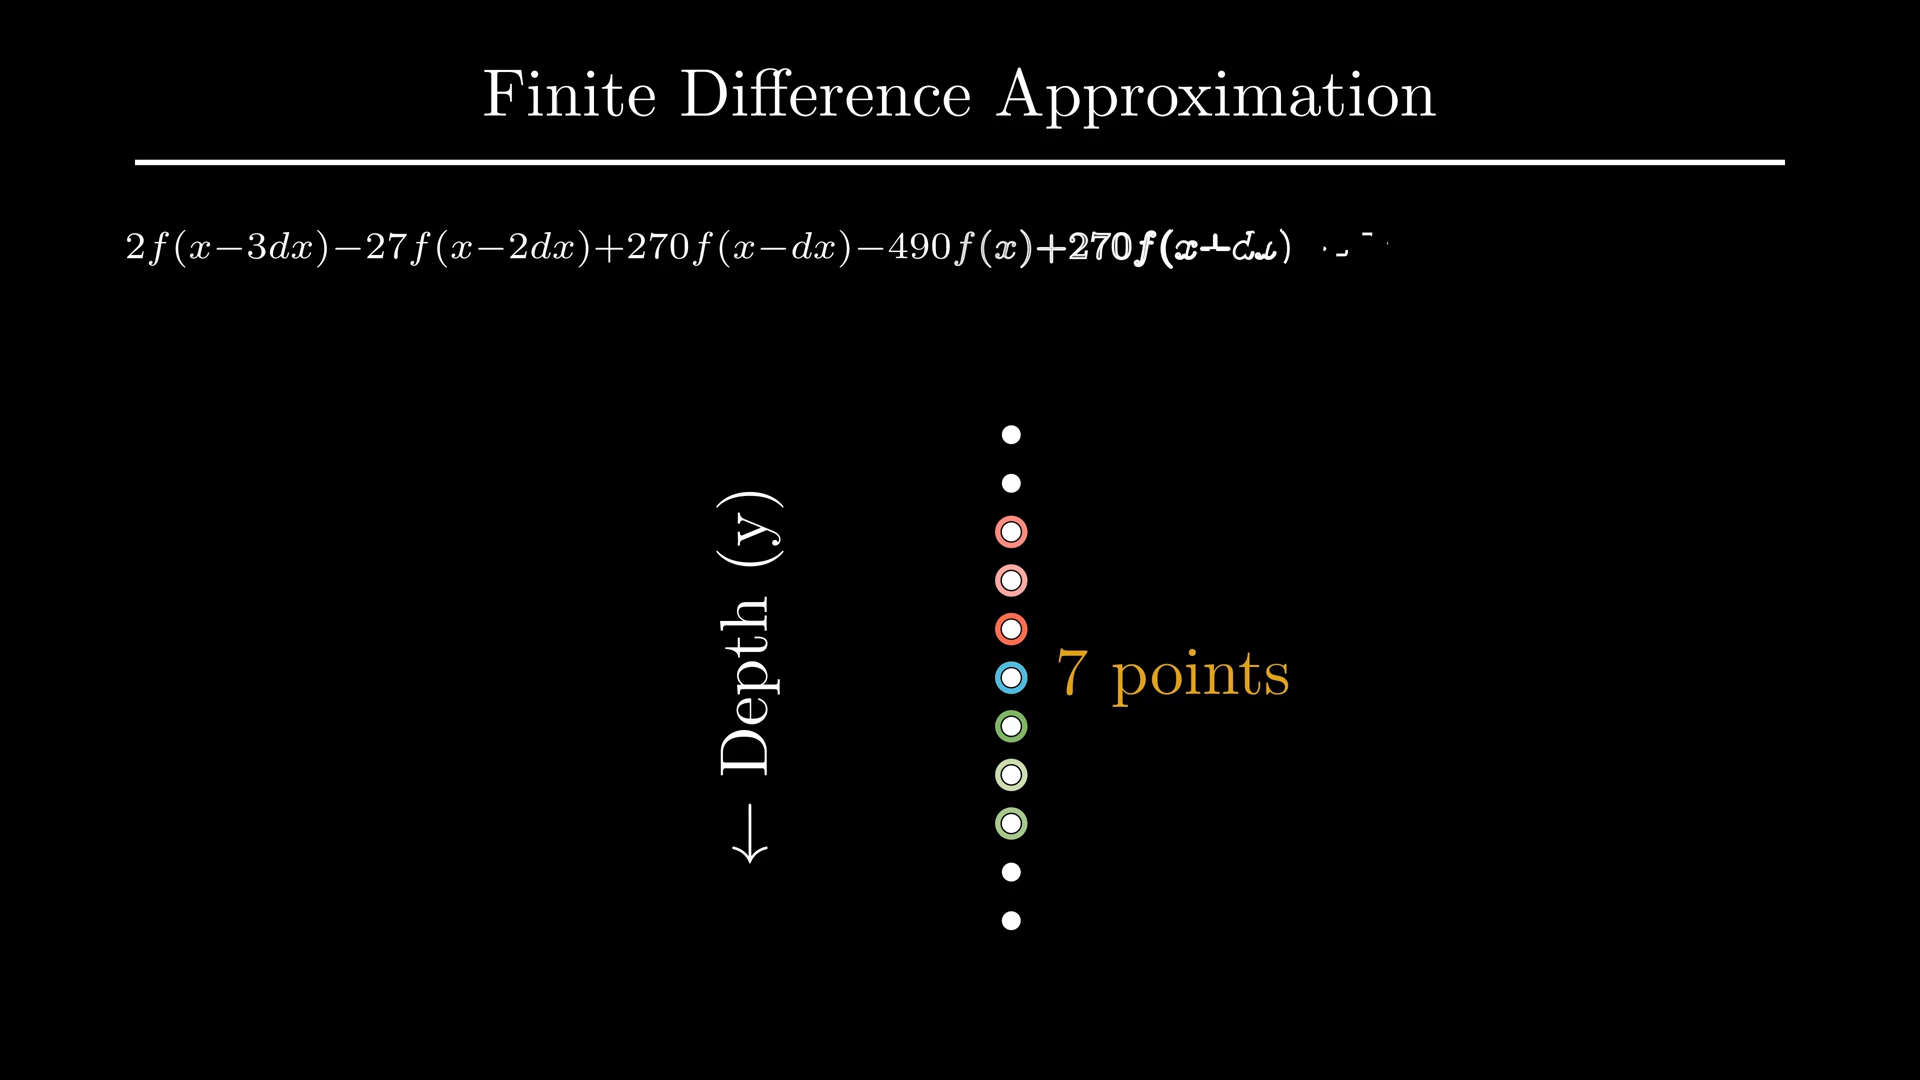 Finite Difference Approximation
2f(x−3dx)−27f(x−2dx)+270f(x−dx)−490f(x)+270f(x+dx)
← Depth (y)
7 points